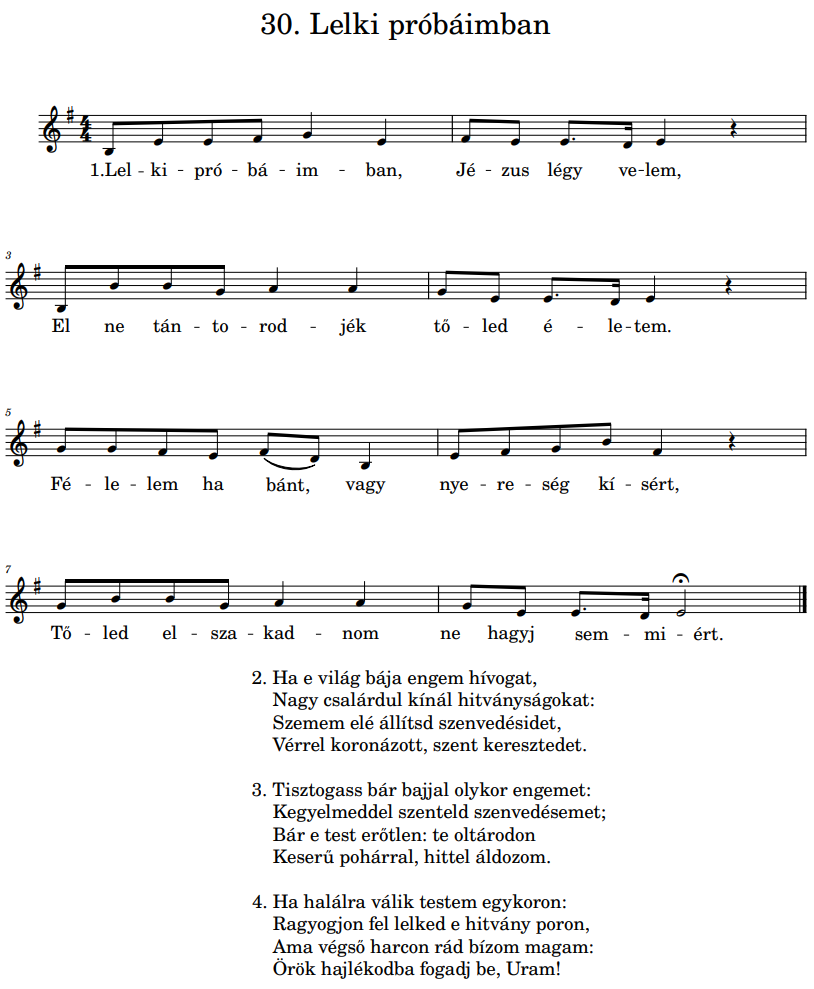 30. Lelki próbáimban
4
4
1.Lel - ki - pró - bá - im - ban, Jé - zus légy ve-lem,
3
El ne tán - to - rod - jék tő - led é - le-tem.
5
Fé - le - lem ha bánt, vagy nye - re - ség kí - sért,
7
Tő - led el - sza - kad - nom ne hagyj sem - mi - ért.
2. Ha e világ bája engem hívogat,
Nagy csalárdul kínál hitványságokat:
Szemem elé állítsd szenvedésidet,
Vérrel koronázott, szent keresztedet.
3. Tisztogass bár bajjal olykor engemet:
Kegyelmeddel szenteld szenvedésemet;
Bár e test erőtlen: te oltárodon
Keserű pohárral, hittel áldozom.
4. Ha halálra válik testem egykoron:
Ragyogjon fel lelked e hitvány poron,
Ama végső harcon rád bízom magam:
Örök hajlékodba fogadj be, Uram!